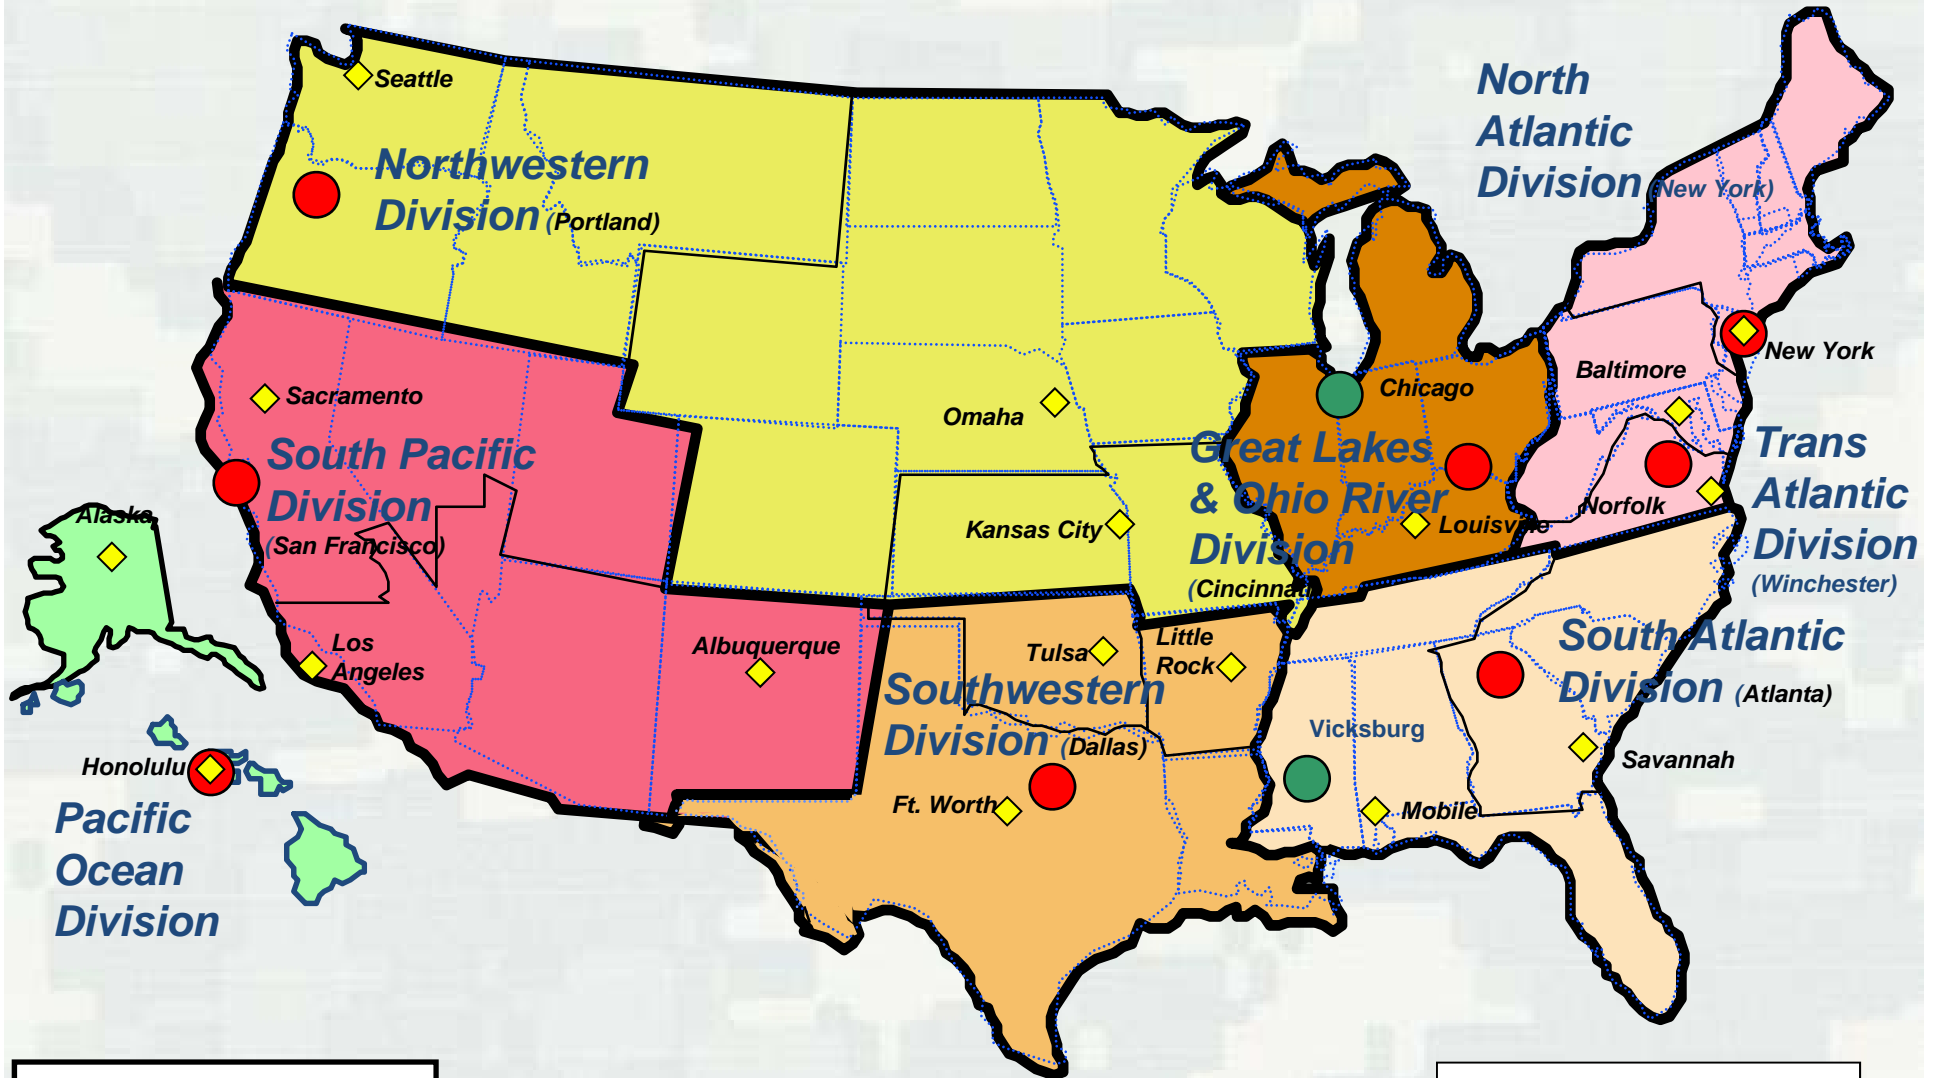 Seattle
Northwestern
Division (Portland)
North
Atlantic
Division (New York)
New York
Baltimore
Chicago
Sacramento
Omaha
South Pacific
Division
(San Francisco)
Great Lakes
& Ohio River
Division
(Cincinnati)
Kansas City
Louisville
Norfolk
Trans
Atlantic
Division
(Winchester)
Alaska
Los
Angeles
Albuquerque
Tulsa
Little
Rock
South Atlantic
Division (Atlanta)
Southwestern
Division (Dallas)
Vicksburg
Savannah
Honolulu
Ft. Worth
Mobile
Pacific
Ocean
Division